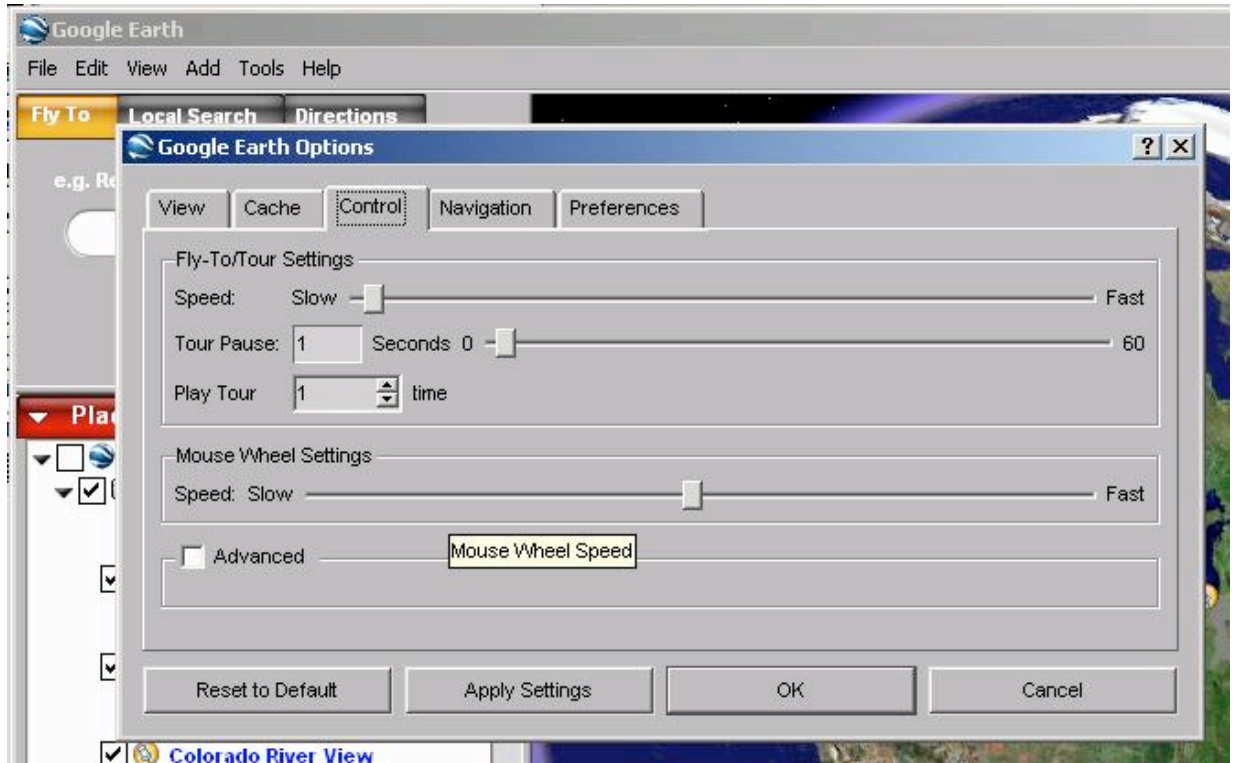 Google Earth
File Edit View Add Tools Help
Fly To Local Search Directions
Google Earth Options
e.g.
View Cache Control Navigation Preferences
Fly-To/Tour Settings
Speed: Slow Fast
Tour Pause: 1 Seconds 0 60
Play Tour 1 time
Mouse Wheel Settings
Speed: Slow Fast
Advanced
Mouse Wheel Speed
Reset to Default Apply Settings OK Cancel
Colorado River View